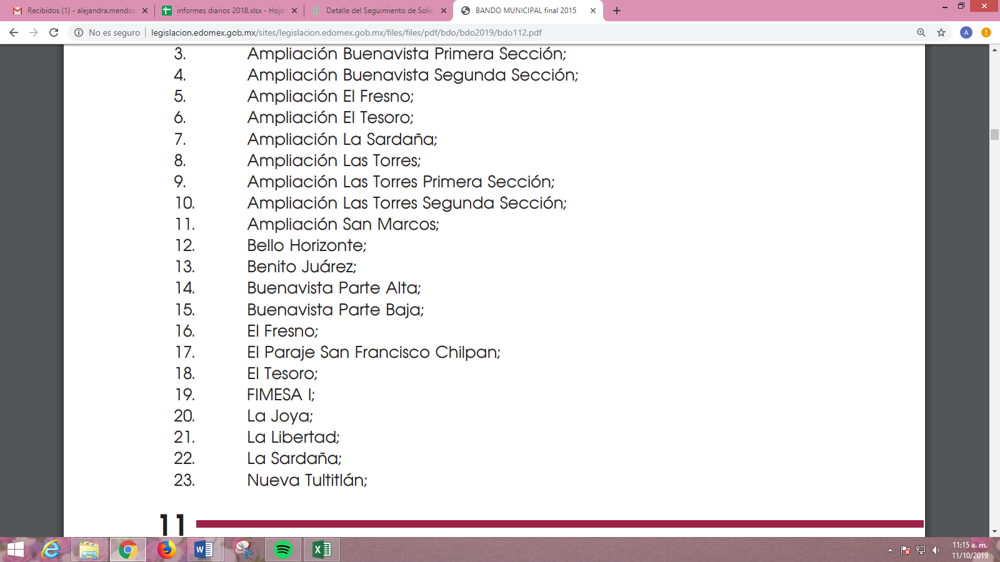 Recibidos (1) - alejandra.mendoz
informes diarios 2018.xlsx - Hoja
Detalle del Seguimiento de Solic
BANDO MUNICIPAL final 2015
No es seguro
legislacion.edomex.gob.mx/sites/legislacion.edomex.gob.mx/files/files/pdf/bdo/bdo2019/bdo112.pdf
A
3. Ampliación Buenavista Primera Sección;
4. Ampliación Buenavista Segunda Sección;
5. Ampliación El Fresno;
6. Ampliación El Tesoro;
7. Ampliación La Sardaña;
8. Ampliación Las Torres;
9. Ampliación Las Torres Primera Sección;
10. Ampliación Las Torres Segunda Sección;
11. Ampliación San Marcos;
12. Bello Horizonte;
13. Benito Juárez;
14. Buenavista Parte Alta;
15. Buenavista Parte Baja;
16. El Fresno;
17. El Paraje San Francisco Chilpan;
18. El Tesoro;
19. FIMESA I;
20. La Joya;
21. La Libertad;
22. La Sardaña;
23. Nueva Tultitlán;
11
11:15 a. m.
11/10/2019